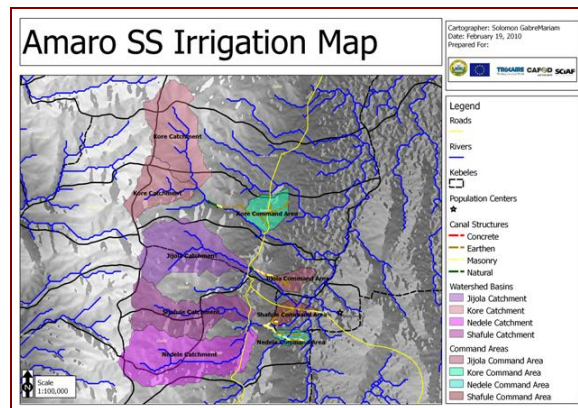 Amaro SS Irrigation Map
Cartographer: Solomon GabreMariam
Date: February 19, 2010
Prepared For:
TROCAIRE
CAFOD
SCIAF
Kore Catchment
Kore Catchment
Kore Command Area
Jijola Catchment
Jijola Command Area
Shafule Catchment
Shafule Command Area
Nedele Catchment
Nedele Command Area
N
Scale
1:100,000
Legend
Roads
Rivers
Kebeles
Population Centers
Canal Structures
Concrete
Earthen
Masonry
Natural
Watershed Basins
Jijola Catchment
Kore Catchment
Nedele Catchment
Shafule Catchment
Command Areas
Jijola Command Area
Kore Command Area
Nedele Command Area
Shafule Command Area